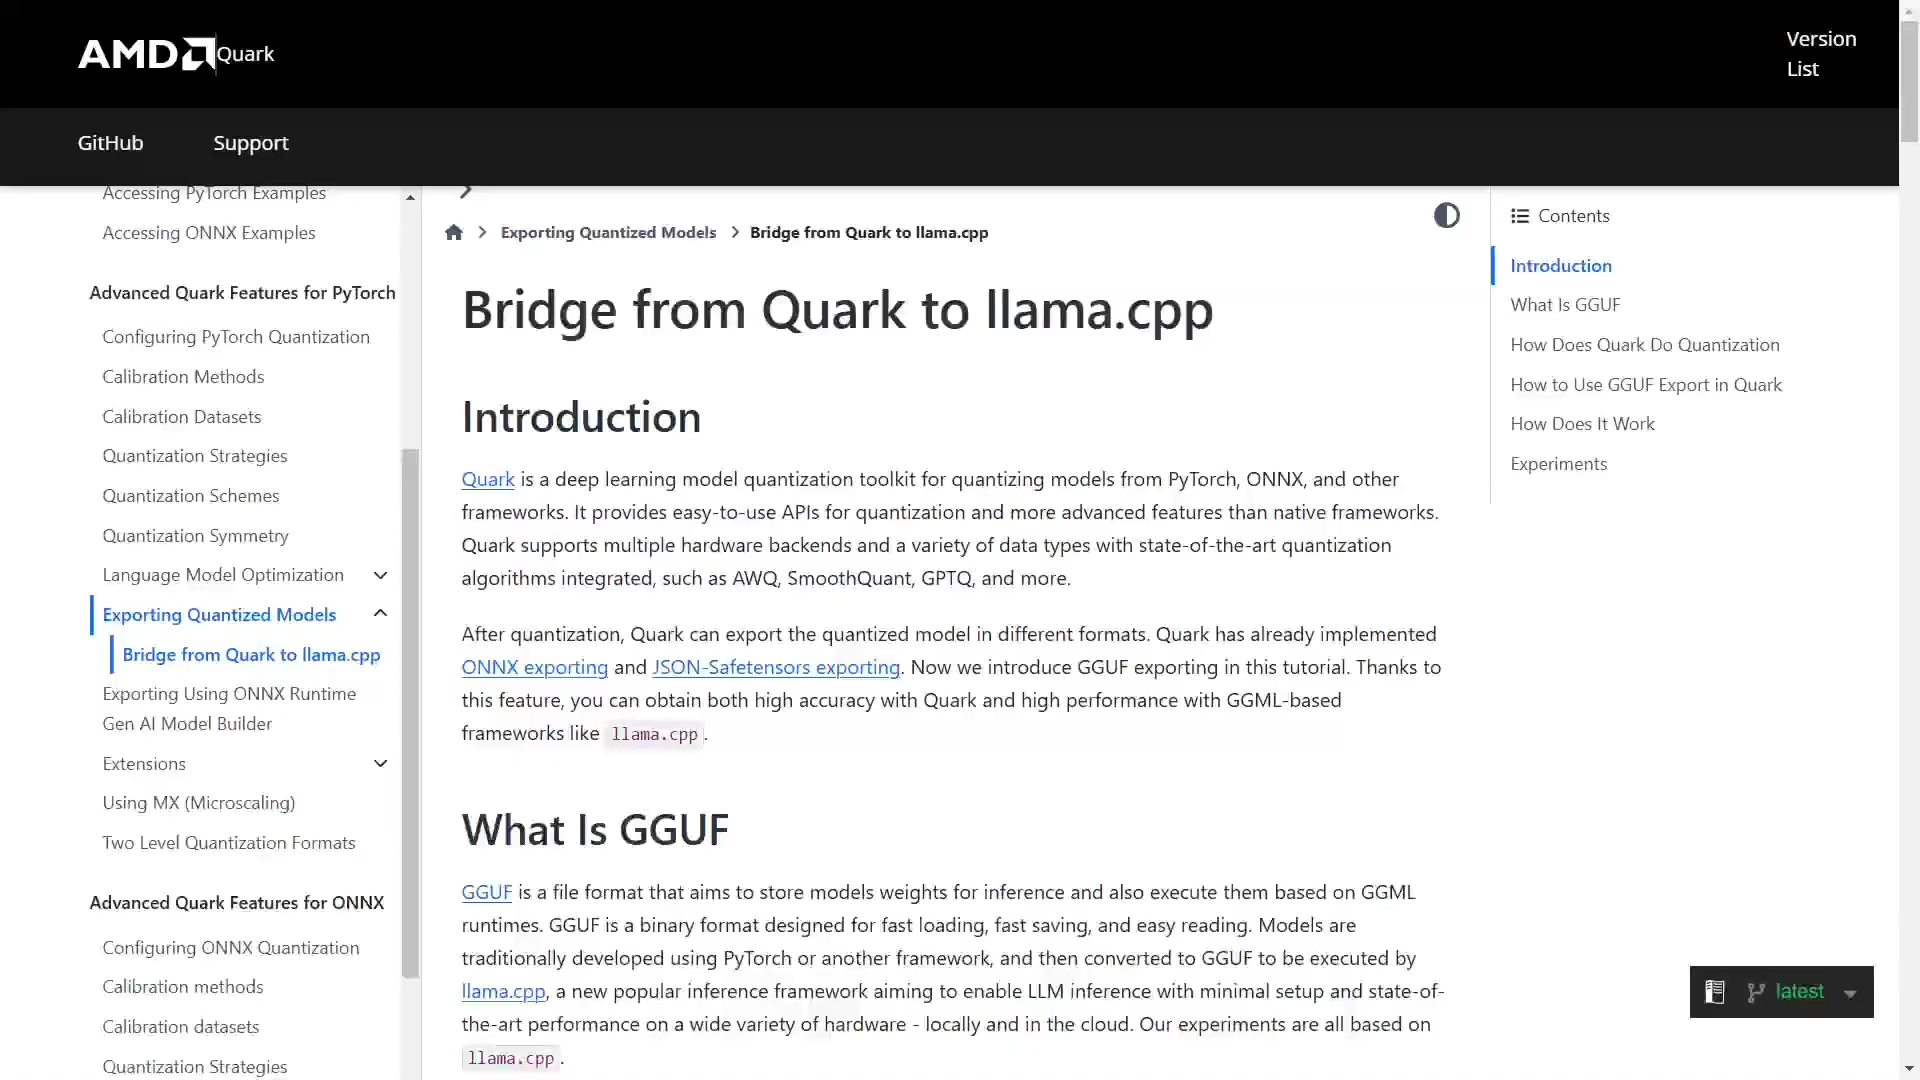 AMD Quark
Version
List
GitHub
Support
Accessing PyTorch Examples
Accessing ONNX Examples
Advanced Quark Features for PyTorch
Configuring PyTorch Quantization
Calibration Methods
Calibration Datasets
Quantization Strategies
Quantization Schemes
Quantization Symmetry
Language Model Optimization
Exporting Quantized Models
Bridge from Quark to llama.cpp
Exporting Using ONNX Runtime
Gen AI Model Builder
Extensions
Using MX (Microscaling)
Two Level Quantization Formats
Advanced Quark Features for ONNX
Configuring ONNX Quantization
Calibration methods
Calibration datasets
Quantization Strategies
Exporting Quantized Models
Bridge from Quark to llama.cpp
Bridge from Quark to llama.cpp
Introduction
Quark is a deep learning model quantization toolkit for quantizing models from PyTorch, ONNX, and other
frameworks. It provides easy-to-use APIs for quantization and more advanced features than native frameworks.
Quark supports multiple hardware backends and a variety of data types with state-of-the-art quantization
algorithms integrated, such as AWQ, SmoothQuant, GPTQ, and more.
After quantization, Quark can export the quantized model in different formats. Quark has already implemented
ONNX exporting and JSON-Safetensors exporting. Now we introduce GGUF exporting in this tutorial. Thanks to
this feature, you can obtain both high accuracy with Quark and high performance with GGML-based
frameworks like llama.cpp.
What Is GGUF
GGUF is a file format that aims to store models weights for inference and also execute them based on GGML
runtimes. GGUF is a binary format designed for fast loading, fast saving, and easy reading. Models are
traditionally developed using PyTorch or another framework, and then converted to GGUF to be executed by
llama.cpp, a new popular inference framework aiming to enable LLM inference with minimal setup and state-of-
the-art performance on a wide variety of hardware - locally and in the cloud. Our experiments are all based on
llama.cpp.
Contents
Introduction
What Is GGUF
How Does Quark Do Quantization
How to Use GGUF Export in Quark
How Does It Work
Experiments
latest